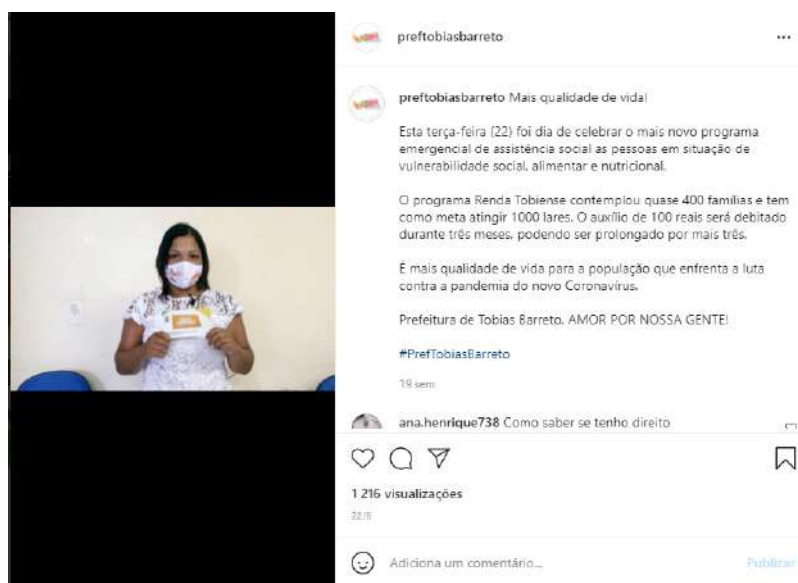 preftobiasbarreto
preftobiasbarreto Mais qualidade de vida!
Esta terça-feira (22) foi dia de celebrar o mais novo programa
emergencial de assistência social as pessoas em situação de
vulnerabilidade social, alimentar e nutricional.
O programa Renda Tobiense contemplou quase 400 famílias e tem
como meta atingir 1000 lares. O auxílio de 100 reais será debitado
durante três meses, podendo ser prolongado por mais três.
É mais qualidade de vida para a população que enfrenta a luta
contra a pandemia do novo Coronavírus.
Prefeitura de Tobias Barreto. AMOR POR NOSSA GENTE!
#PrefTobiasBarreto
19 sem
ana.henrique738 Como saber se tenho direito
1 216 visualizações
22/6
Adiciona um comentário...
Publicar